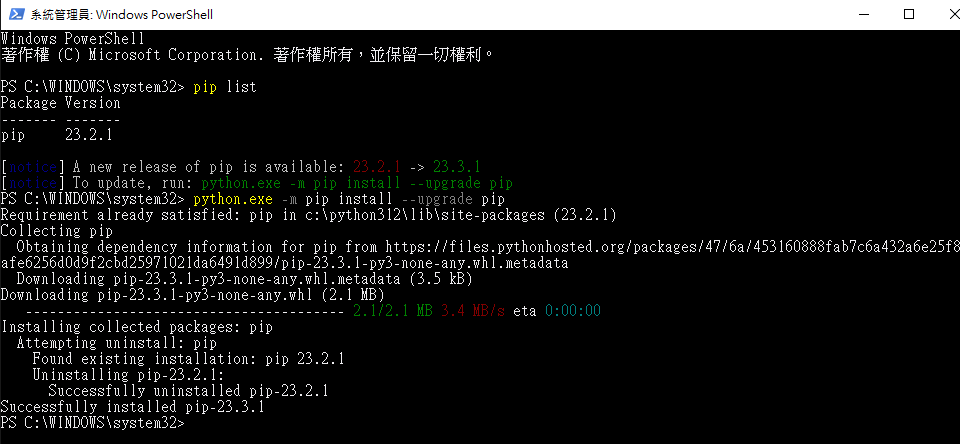 系統管理員: Windows PowerShell
Windows PowerShell
著作權 (C) Microsoft Corporation. 著作權所有，並保留一切權利。
PS C:\WINDOWS\system32> pip list
Package Version
------- -------
pip     23.2.1
[notice] A new release of pip is available: 23.2.1 -> 23.3.1
[notice] To update, run: python.exe -m pip install --upgrade pip
PS C:\WINDOWS\system32> python.exe -m pip install --upgrade pip
Requirement already satisfied: pip in c:\python312\lib\site-packages (23.2.1)
Collecting pip
  Obtaining dependency information for pip from https://files.pythonhosted.org/packages/47/6a/453160888fab7c6a432a6e25f8
afe6256d0d9f2cbd25971021da6491d899/pip-23.3.1-py3-none-any.whl.metadata
  Downloading pip-23.3.1-py3-none-any.whl.metadata (3.5 kB)
Downloading pip-23.3.1-py3-none-any.whl (2.1 MB)
   ---------------------------------------- 2.1/2.1 MB 3.4 MB/s eta 0:00:00
Installing collected packages: pip
  Attempting uninstall: pip
    Found existing installation: pip 23.2.1
    Uninstalling pip-23.2.1:
      Successfully uninstalled pip-23.2.1
Successfully installed pip-23.3.1
PS C:\WINDOWS\system32>